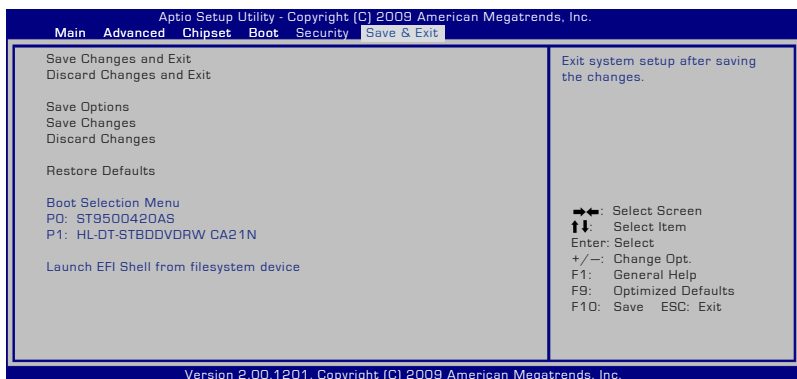 Aptio Setup Utility - Copyright (C) 2009 American Megatrends, Inc.
Main Advanced Chipset Boot Security Save & Exit
Save Changes and Exit
Discard Changes and Exit
Save Options
Save Changes
Discard Changes
Restore Defaults
Boot Selection Menu
P0: ST9500420AS
P1: HL-DT-STBDDVDRW CA21N
Launch EFI Shell from filesystem device
Exit system setup after saving
the changes.
→←: Select Screen
↑↓: Select Item
Enter: Select
+/—: Change Opt.
F1: General Help
F9: Optimized Defaults
F10: Save ESC: Exit
Version 2.00.1201. Copyright (C) 2009 American Megatrends, Inc.